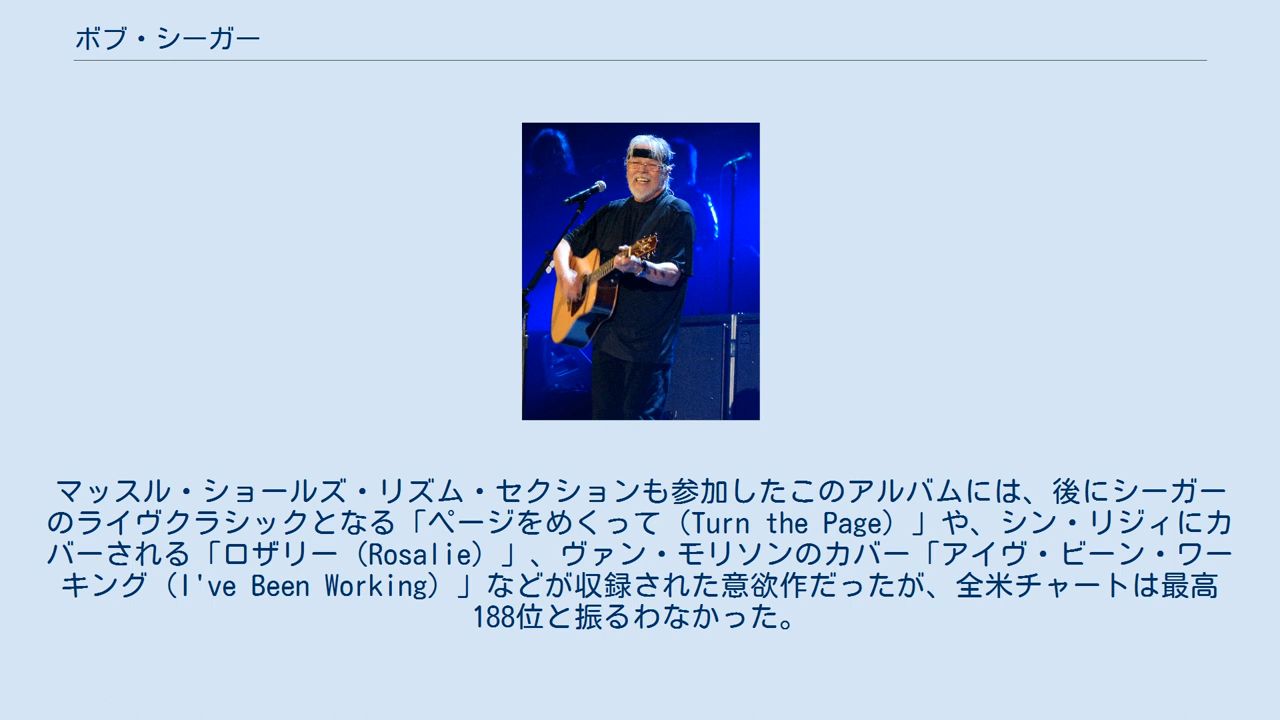 ボブ・シーガー
マッスル・ショールズ・リズム・セクションも参加したこのアルバムには、後にシーガー
のライヴクラシックとなる「ページをめくって（Turn the Page）」や、シン・リジィにカ
バーされる「ロザリー（Rosalie）」、ヴァン・モリソンのカバー「アイヴ・ビーン・ワー
キング（I've Been Working）」などが収録された意欲作だったが、全米チャートは最高
188位と振るわなかった。